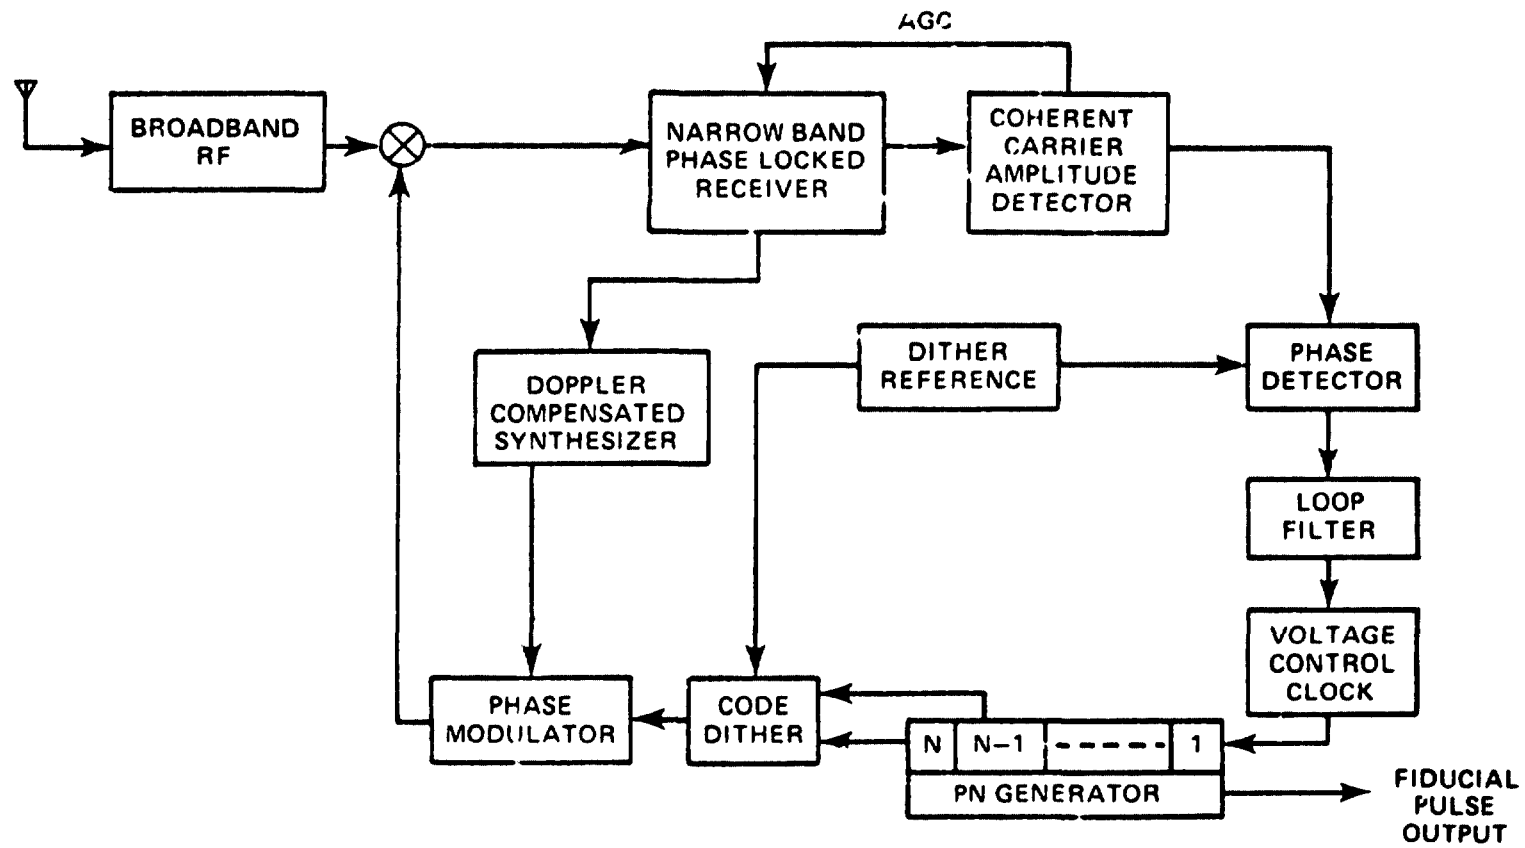 AGC
BROADBAND
RF
NARROW BAND
PHASE LOCKED
RECEIVER
COHERENT
CARRIER
AMPLITUDE
DETECTOR
DOPPLER
COMPENSATED
SYNTHESIZER
DITHER
REFERENCE
PHASE
DETECTOR
LOOP
FILTER
VOLTAGE
CONTROL
CLOCK
PHASE
MODULATOR
CODE
DITHER
N N-1 ----- 1
PN GENERATOR
FIDUCIAL
PULSE
OUTPUT